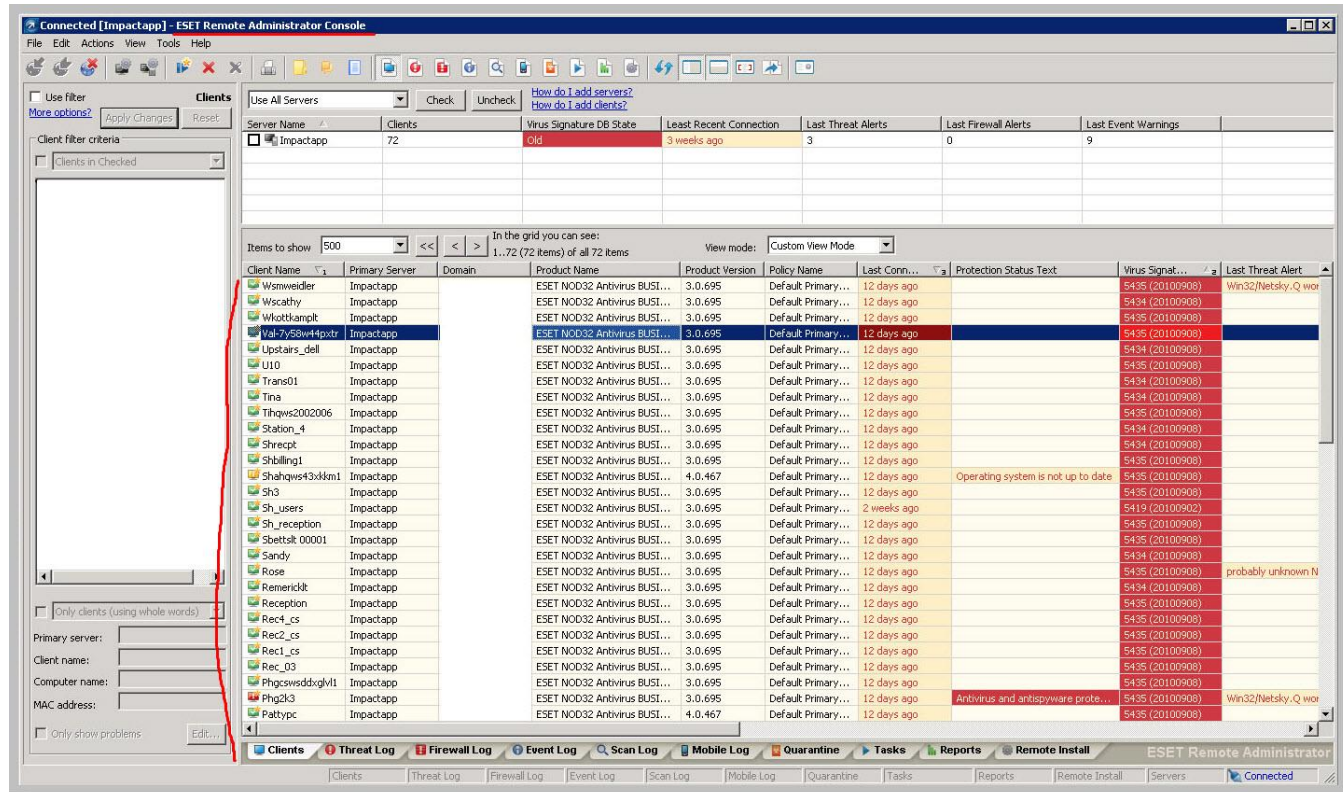 Connected [Impactapp] - ESET Remote Administrator Console
File Edit Actions View Tools Help
Use filter Clients
More options? Apply Changes Reset
Client filter criteria
Clients in Checked
Only clients (using whole words)
Primary server:
Client name:
Computer name:
MAC address:
Only show problems Edit...
Use All Servers Check Uncheck How do I add servers?
How do I add clients?
Server Name Clients Virus Signature DB State Least Recent Connection Last Threat Alerts Last Firewall Alerts Last Event Warnings
Impactapp 72 Old 3 weeks ago 3 0 9
Items to show 500 << < > In the grid you can see:
1..72 (72 items) of all 72 items
View mode: Custom View Mode
Client Name 1 Primary Server Domain Product Name Product Version Policy Name Last Conn... 3 Protection Status Text Virus Signat... 2 Last Threat Alert
Wsmweidler Impactapp ESET NOD32 Antivirus BUSI... 3.0.695 Default Primary... 12 days ago 5435 (20100908) Win32/Netsky.Q wor
Wscathy Impactapp ESET NOD32 Antivirus BUSI... 3.0.695 Default Primary... 12 days ago 5434 (20100908)
Wkottkamplt Impactapp ESET NOD32 Antivirus BUSI... 3.0.695 Default Primary... 12 days ago 5435 (20100908)
Val-7y58w44pxtr Impactapp ESET NOD32 Antivirus BUSI... 3.0.695 Default Primary... 12 days ago 5435 (20100908)
Upstairs_dell Impactapp ESET NOD32 Antivirus BUSI... 3.0.695 Default Primary... 12 days ago 5434 (20100908)
U10 Impactapp ESET NOD32 Antivirus BUSI... 3.0.695 Default Primary... 12 days ago 5435 (20100908)
Trans01 Impactapp ESET NOD32 Antivirus BUSI... 3.0.695 Default Primary... 12 days ago 5434 (20100908)
Tina Impactapp ESET NOD32 Antivirus BUSI... 3.0.695 Default Primary... 12 days ago 5434 (20100908)
Tihqws2002006 Impactapp ESET NOD32 Antivirus BUSI... 3.0.695 Default Primary... 12 days ago 5435 (20100908)
Station_4 Impactapp ESET NOD32 Antivirus BUSI... 3.0.695 Default Primary... 12 days ago 5434 (20100908)
Shrecpt Impactapp ESET NOD32 Antivirus BUSI... 3.0.695 Default Primary... 12 days ago 5434 (20100908)
Shbilling1 Impactapp ESET NOD32 Antivirus BUSI... 3.0.695 Default Primary... 12 days ago 5435 (20100908)
Shahqws43xkkm1 Impactapp ESET NOD32 Antivirus BUSI... 4.0.467 Default Primary... 12 days ago Operating system is not up to date 5435 (20100908)
Sh3 Impactapp ESET NOD32 Antivirus BUSI... 3.0.695 Default Primary... 12 days ago 5435 (20100908)
Sh_users Impactapp ESET NOD32 Antivirus BUSI... 3.0.695 Default Primary... 2 weeks ago 5419 (20100902)
Sh_reception Impactapp ESET NOD32 Antivirus BUSI... 3.0.695 Default Primary... 12 days ago 5435 (20100908)
Sbettslt 00001 Impactapp ESET NOD32 Antivirus BUSI... 3.0.695 Default Primary... 12 days ago 5435 (20100908)
Sandy Impactapp ESET NOD32 Antivirus BUSI... 3.0.695 Default Primary... 12 days ago 5434 (20100908)
Rose Impactapp ESET NOD32 Antivirus BUSI... 3.0.695 Default Primary... 12 days ago 5435 (20100908) probably unknown N
Remericklt Impactapp ESET NOD32 Antivirus BUSI... 3.0.695 Default Primary... 12 days ago 5434 (20100908)
Reception Impactapp ESET NOD32 Antivirus BUSI... 3.0.695 Default Primary... 12 days ago 5435 (20100908)
Rec4_cs Impactapp ESET NOD32 Antivirus BUSI... 3.0.695 Default Primary... 12 days ago 5435 (20100908)
Rec2_cs Impactapp ESET NOD32 Antivirus BUSI... 3.0.695 Default Primary... 12 days ago 5435 (20100908)
Rec1_cs Impactapp ESET NOD32 Antivirus BUSI... 3.0.695 Default Primary... 12 days ago 5435 (20100908)
Rec_03 Impactapp ESET NOD32 Antivirus BUSI... 3.0.695 Default Primary... 12 days ago 5435 (20100908)
Phgcswsddxglvl1 Impactapp ESET NOD32 Antivirus BUSI... 3.0.695 Default Primary... 12 days ago 5435 (20100908)
Phg2k3 Impactapp ESET NOD32 Antivirus BUSI... 3.0.695 Default Primary... 12 days ago Antivirus and antispyware prote... 5435 (20100908) Win32/Netsky.Q wor
Pattypc Impactapp ESET NOD32 Antivirus BUSI... 4.0.467 Default Primary... 12 days ago 5435 (20100908)
Clients Threat Log Firewall Log Event Log Scan Log Mobile Log Quarantine Tasks Reports Remote Install ESET Remote Administrator
Clients Threat Log Firewall Log Event Log Scan Log Mobile Log Quarantine Tasks Reports Remote Install Servers Connected